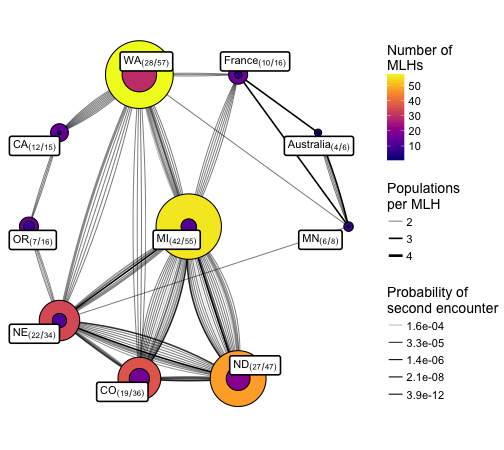 WA(28/57)
France(10/16)
CA(12/15)
Australia(4/6)
OR(7/16)
MI(42/55)
MN(6/8)
NE(22/34)
ND(27/47)
CO(19/36)
Number of
MLHs
50
40
30
20
10
Populations
per MLH
2
3
4
Probability of
second encounter
1.6e-04
3.3e-05
1.4e-06
2.1e-08
3.9e-12